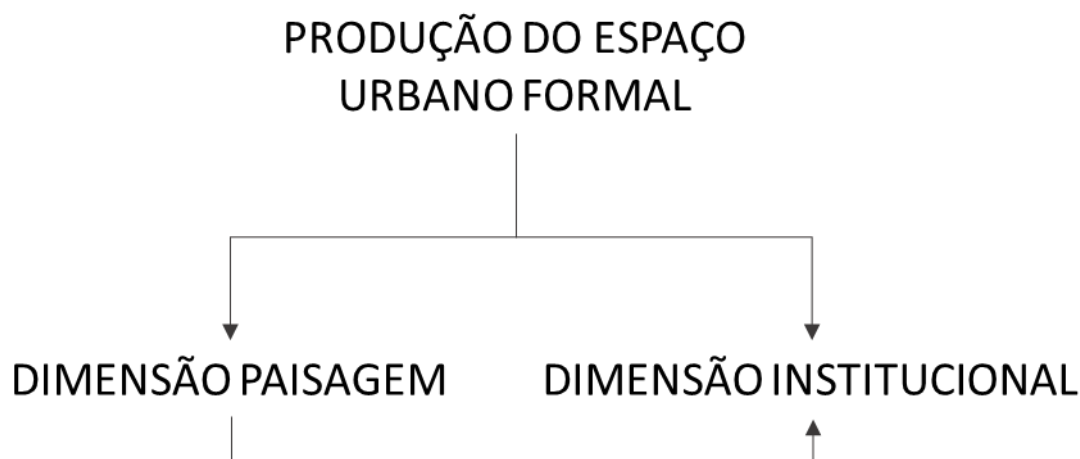 PRODUÇÃO DO ESPAÇO
URBANO FORMAL
DIMENSÃO PAISAGEM
DIMENSÃO INSTITUCIONAL